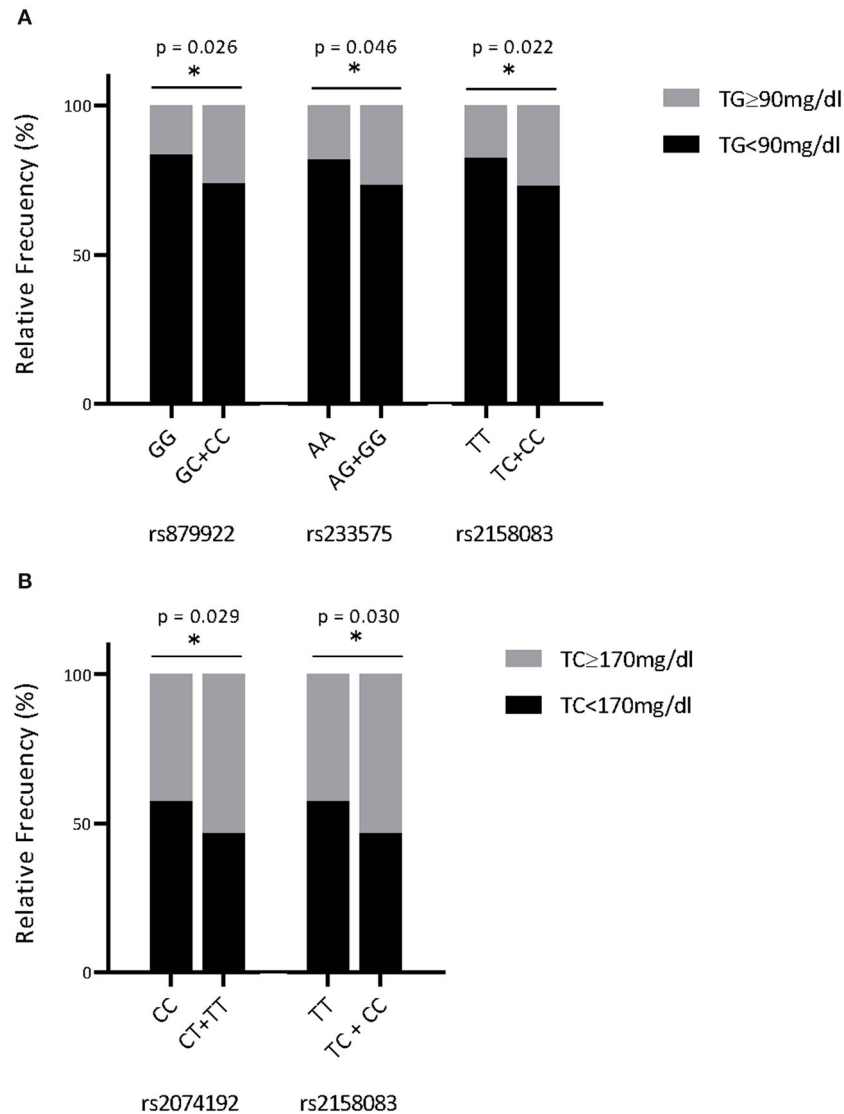 A
p = 0.026
*
p = 0.046
*
p = 0.022
*
TG≥90mg/dl
TG<90mg/dl
Relative Frecuency (%)
100
50
0
GG
GC+CC
AA
AG+GG
TT
TC+CC
rs879922
rs233575
rs2158083
B
p = 0.029
*
p = 0.030
*
TC≥170mg/dl
TC<170mg/dl
Relative Frecuency (%)
100
50
0
CC
CT+TT
TT
TC + CC
rs2074192
rs2158083